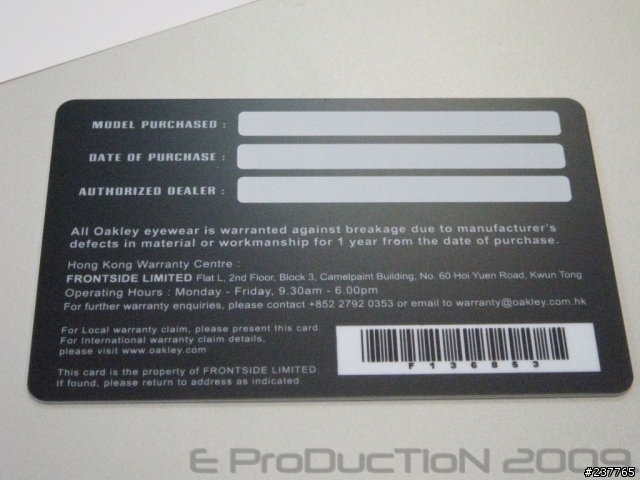 MODEL PURCHASED :
DATE OF PURCHASE :
AUTHORIZED DEALER :
All Oakley eyewear is warranted against breakage due to manufacturer's
defects in material or workmanship for 1 year from the date of purchase.
Hong Kong Warranty Centre :
FRONTSIDE LIMITED Flat L, 2nd Floor, Block 3, Camelpaint Building, No. 60 Hoi Yuen Road, Kwun Tong
Operating Hours : Monday - Friday, 9.30am - 6.00pm
For further warranty enquiries, please contact +852 2792 0353 or email to warranty@oakley.com.hk
For Local warranty claim, please present this card.
For International warranty claim details,
please visit www.oakley.com
F136853
This card is the property of FRONTSIDE LIMITED.
If found, please return to address as indicated.
E PRODUCTION 2009
#237765